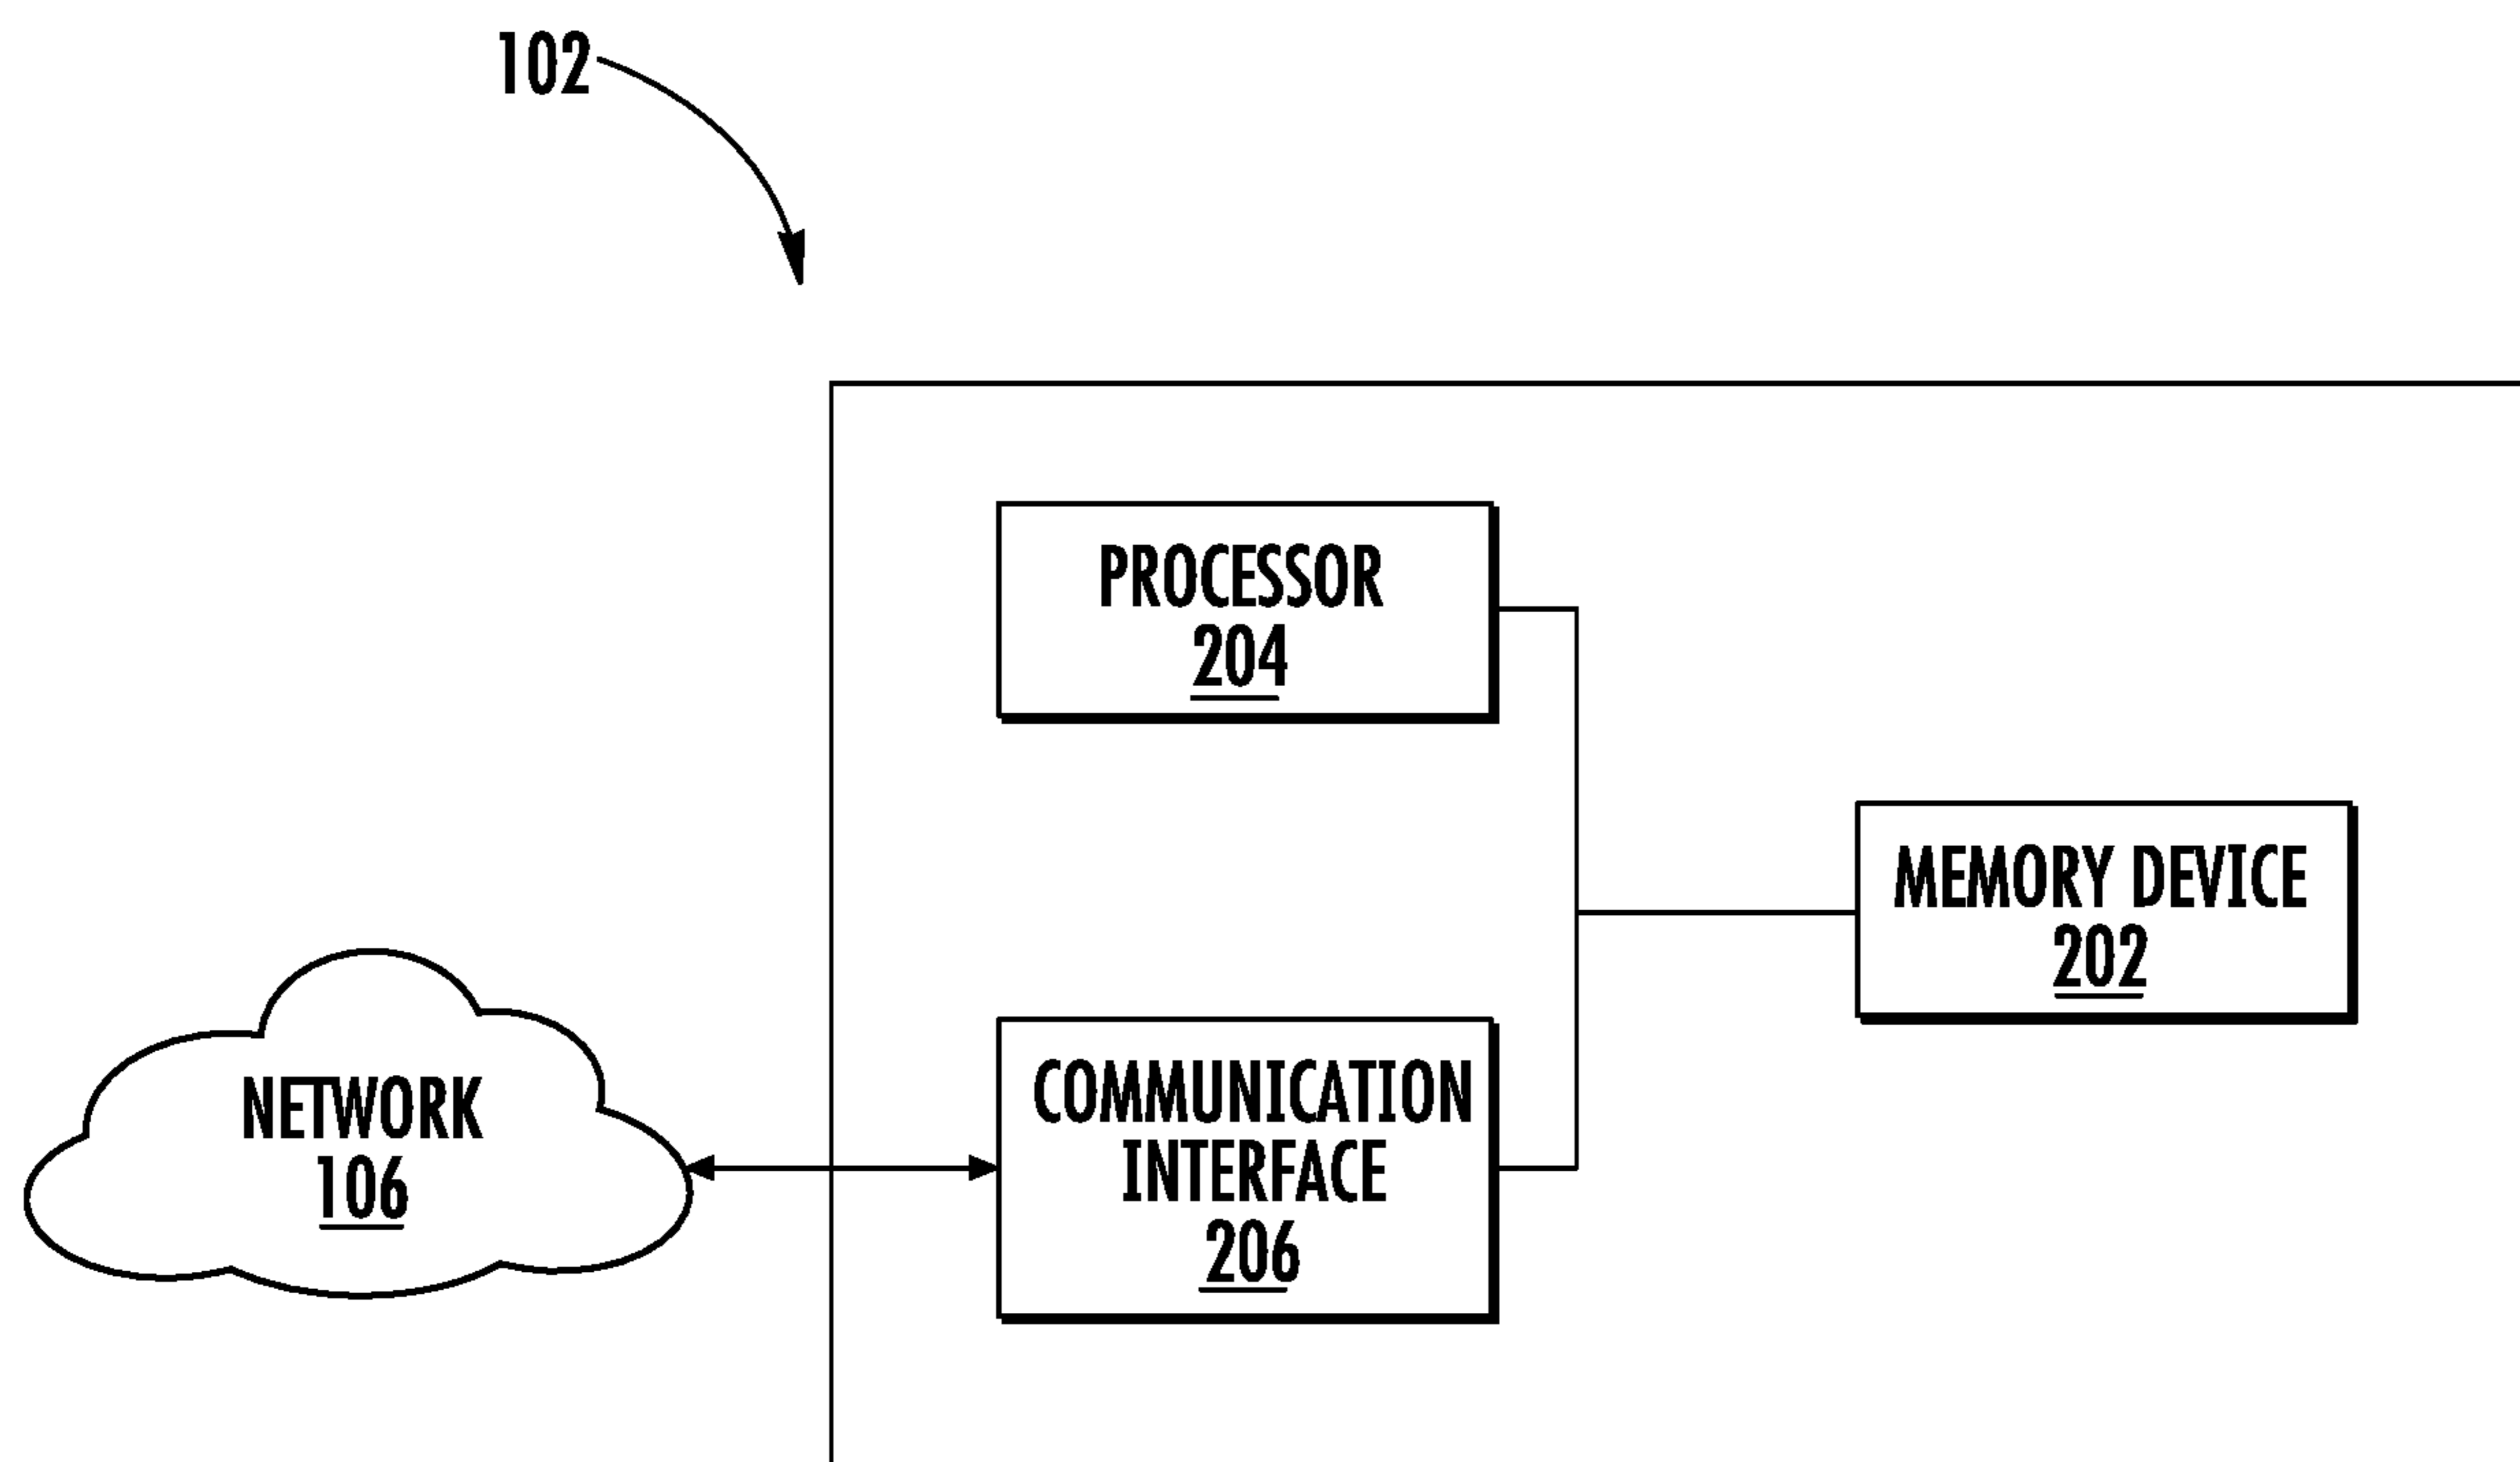 102
PROCESSOR
204
MEMORY DEVICE
202
NETWORK
106
COMMUNICATION
INTERFACE
206